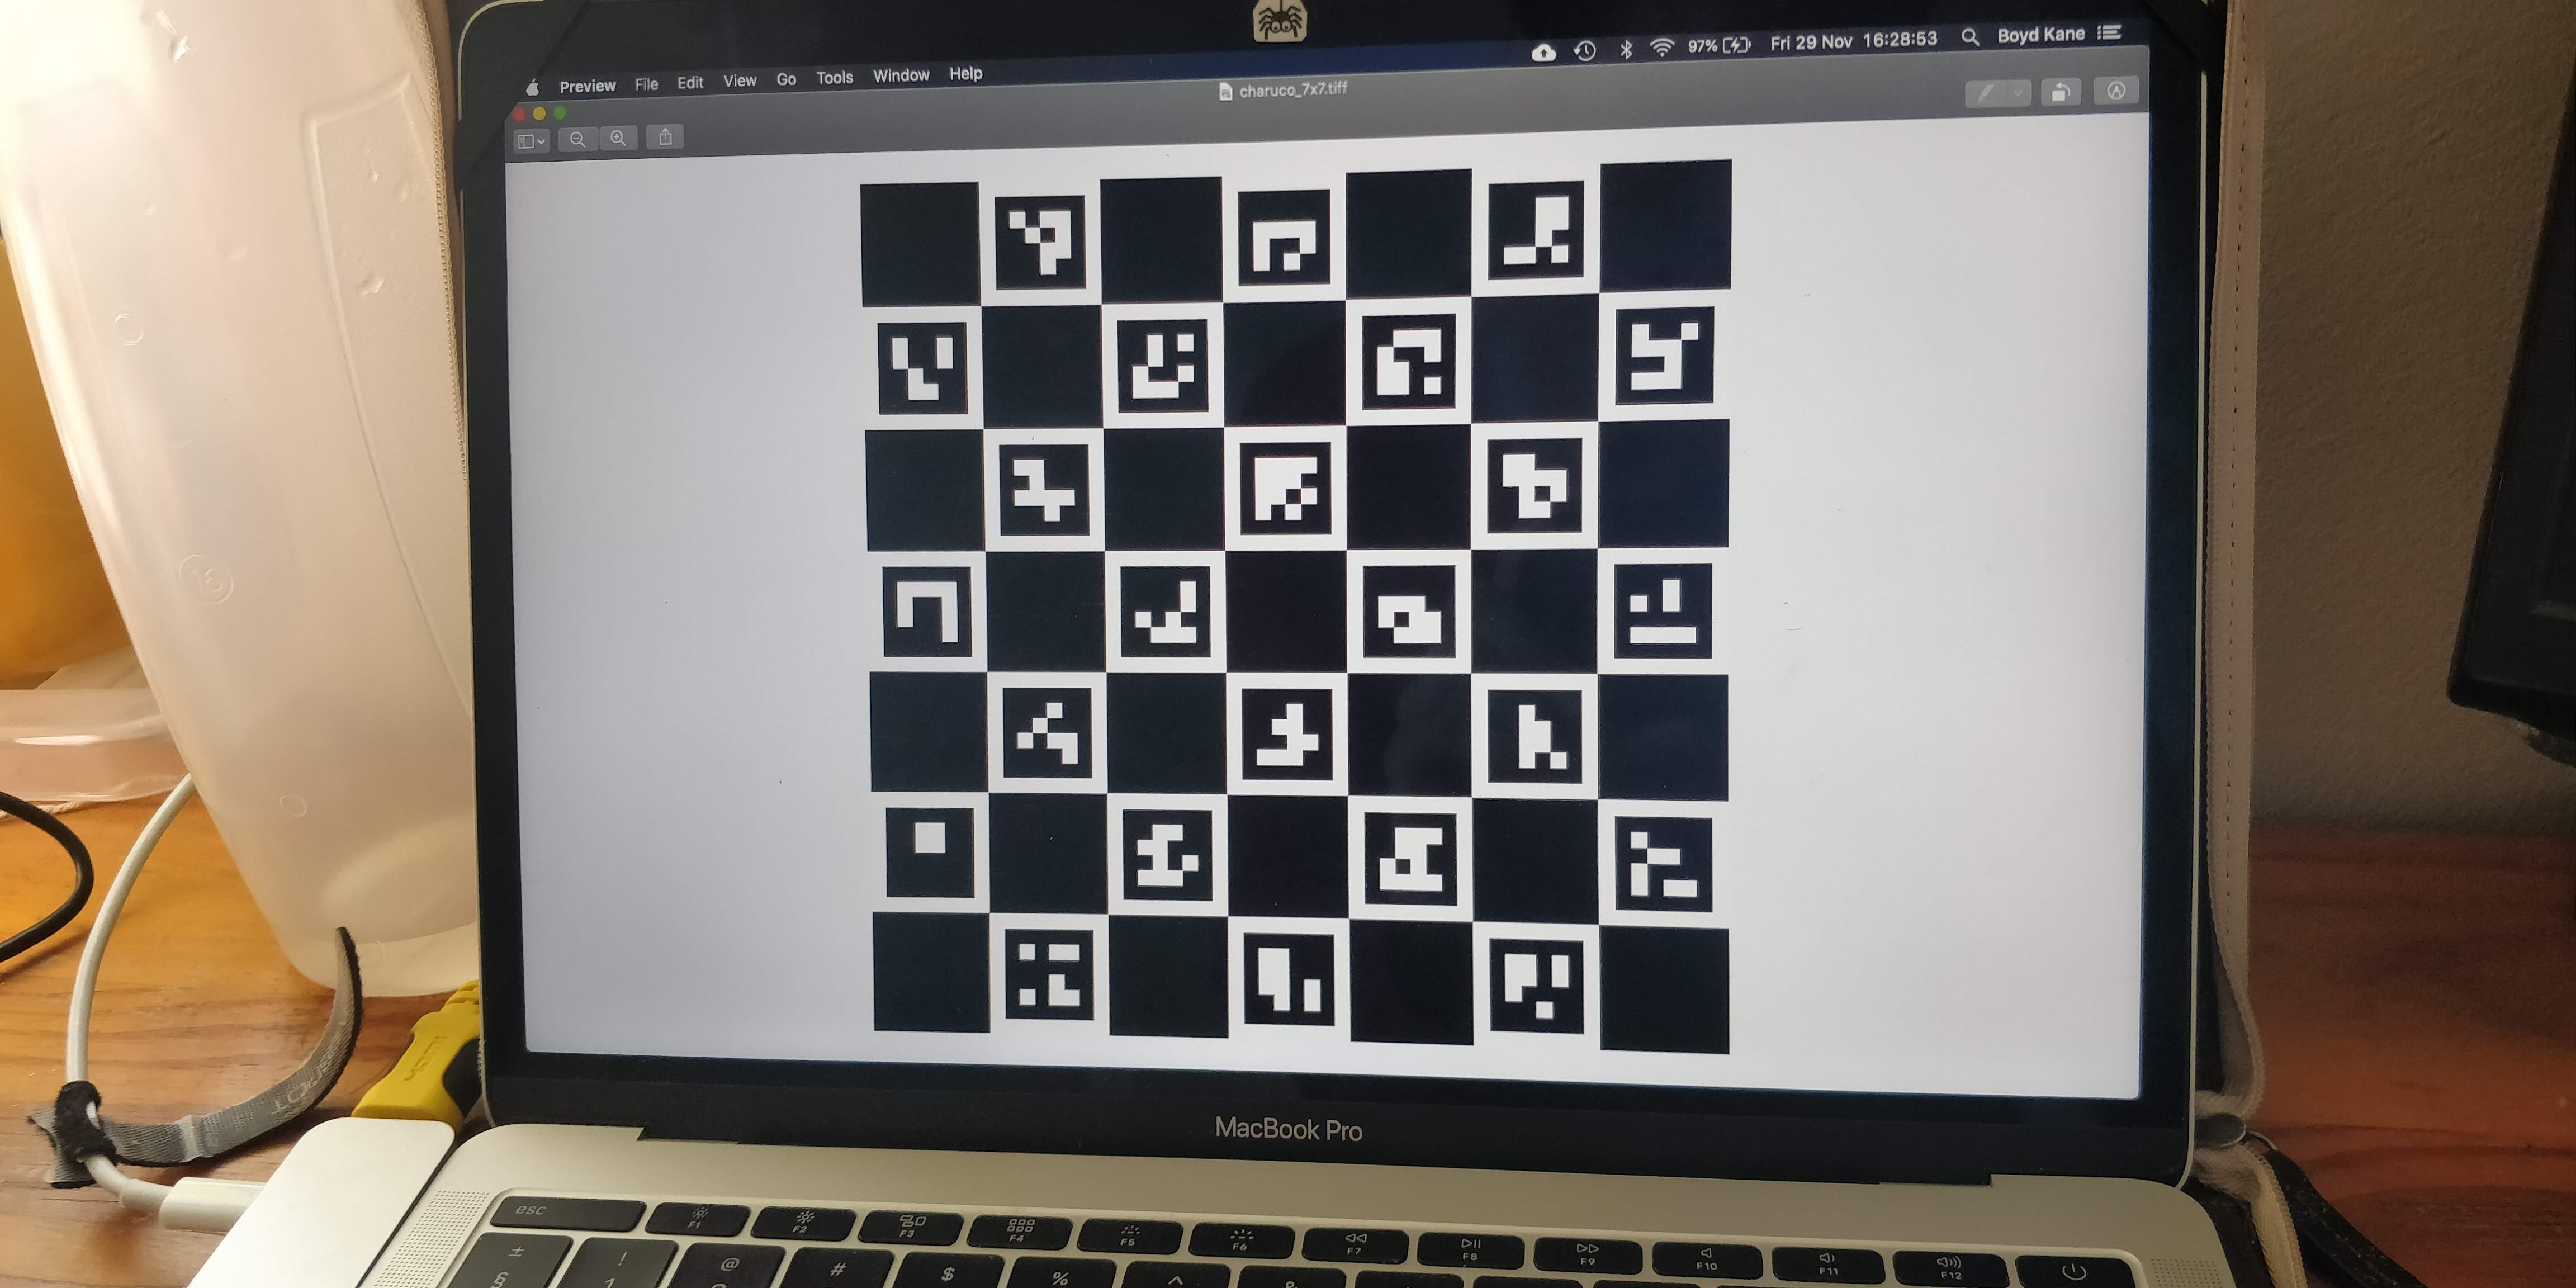 Preview File Edit View Go Tools Window Help 97% Fri 29 Nov 16:28:53 Boyd Kane
charuco_7x7.tiff
MacBook Pro
esc F1 F2 F3 F4 F5 F6 F7 F8 F9 F10 F11 F12
± ! @ # $ % ^
§ 1